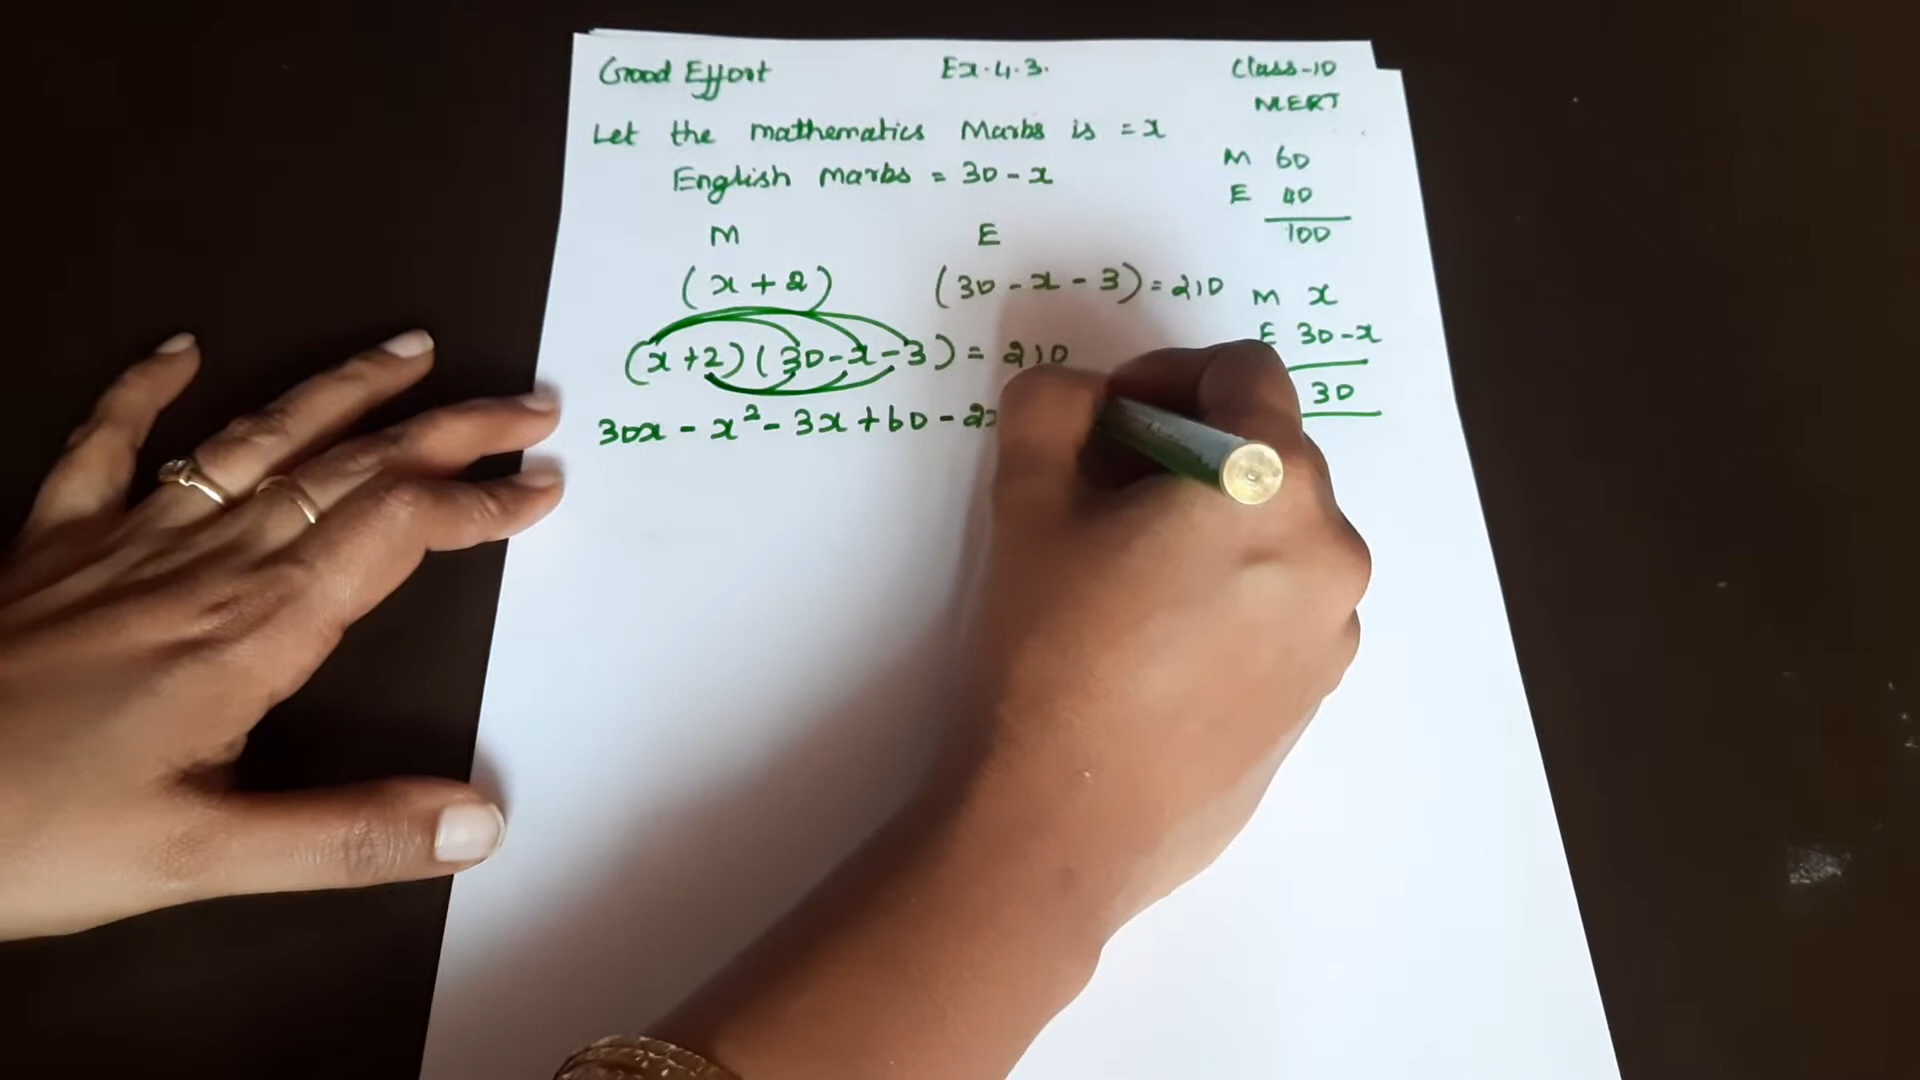 Good Effort Ex.4.3. Class-10
NCERT
Let the mathematics Marks is = x
English marks = 30 - x
M 60
E 40
100
M E
(x + 2) (30 - x - 3) = 210
M x
E 30-x
30
(x+2)(30-x-3) = 210
30x - x² - 3x + 60 - 2x